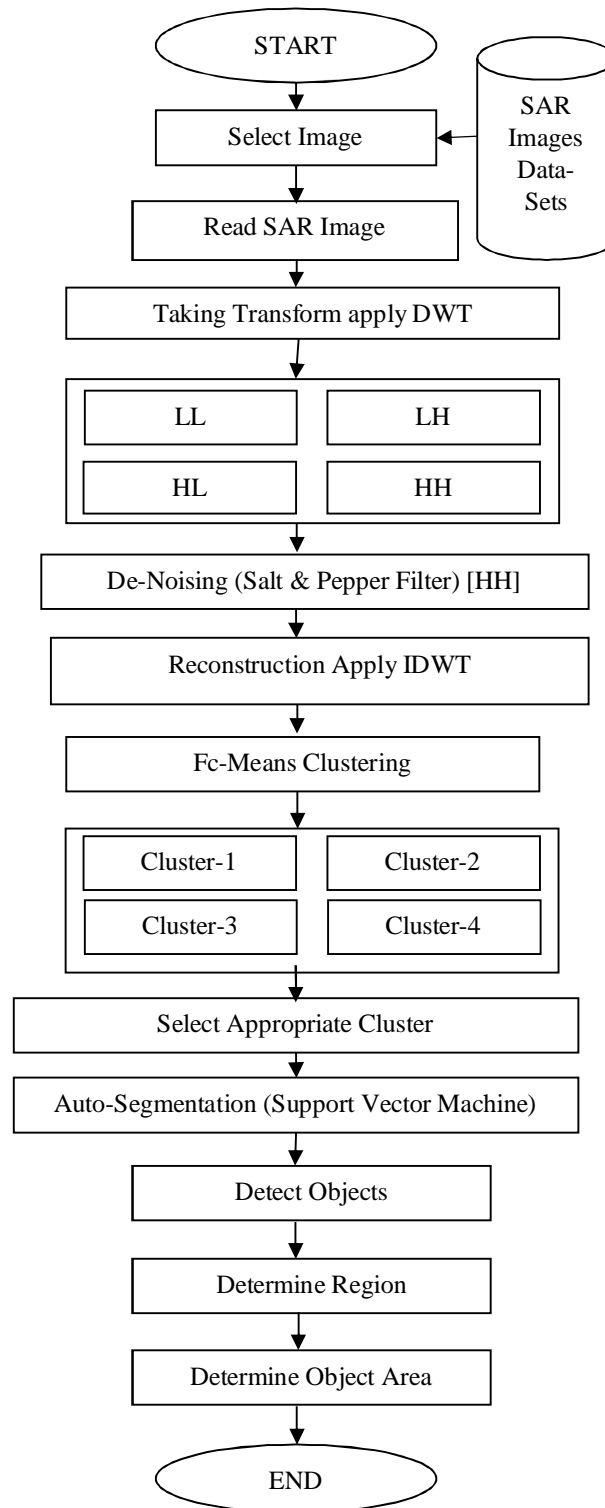 START
SAR
Images
Data-
Sets
Select Image
Read SAR Image
Taking Transform apply DWT
LL
LH
HL
HH
De-Noising (Salt & Pepper Filter) [HH]
Reconstruction Apply IDWT
Fc-Means Clustering
Cluster-1
Cluster-2
Cluster-3
Cluster-4
Select Appropriate Cluster
Auto-Segmentation (Support Vector Machine)
Detect Objects
Determine Region
Determine Object Area
END